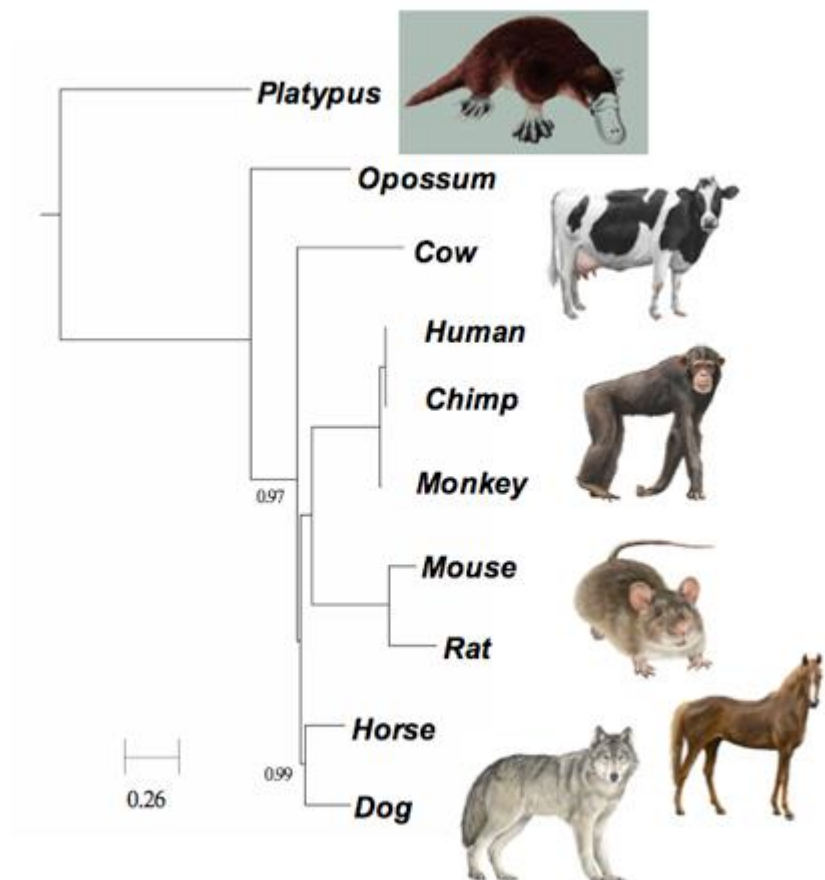 Platypus
Opossum
Cow
Human
Chimp
Monkey
0.97
Mouse
Rat
Horse
0.99
0.26
Dog